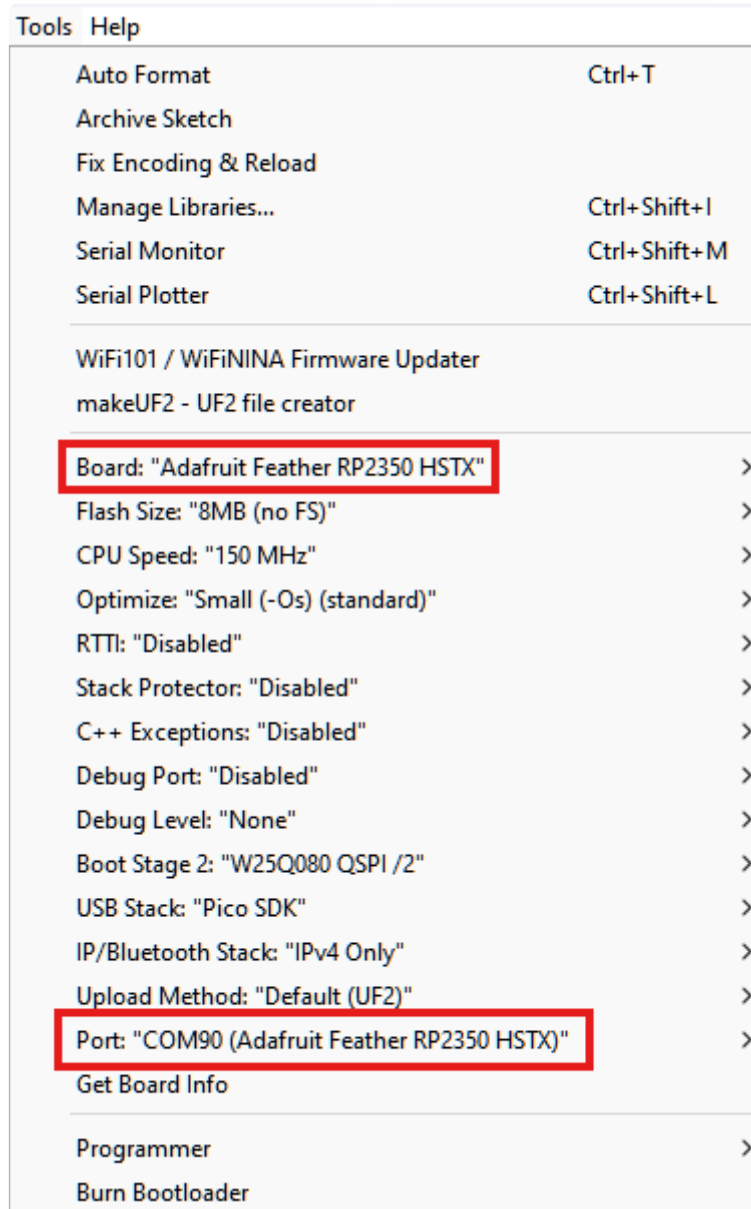 Tools Help
Auto Format Ctrl+T
Archive Sketch
Fix Encoding & Reload
Manage Libraries... Ctrl+Shift+I
Serial Monitor Ctrl+Shift+M
Serial Plotter Ctrl+Shift+L
WiFi101 / WiFiNINA Firmware Updater
makeUF2 - UF2 file creator
Board: "Adafruit Feather RP2350 HSTX"
Flash Size: "8MB (no FS)"
CPU Speed: "150 MHz"
Optimize: "Small (-Os) (standard)"
RTTI: "Disabled"
Stack Protector: "Disabled"
C++ Exceptions: "Disabled"
Debug Port: "Disabled"
Debug Level: "None"
Boot Stage 2: "W25Q080 QSPI /2"
USB Stack: "Pico SDK"
IP/Bluetooth Stack: "IPv4 Only"
Upload Method: "Default (UF2)"
Port: "COM90 (Adafruit Feather RP2350 HSTX)"
Get Board Info
Programmer
Burn Bootloader